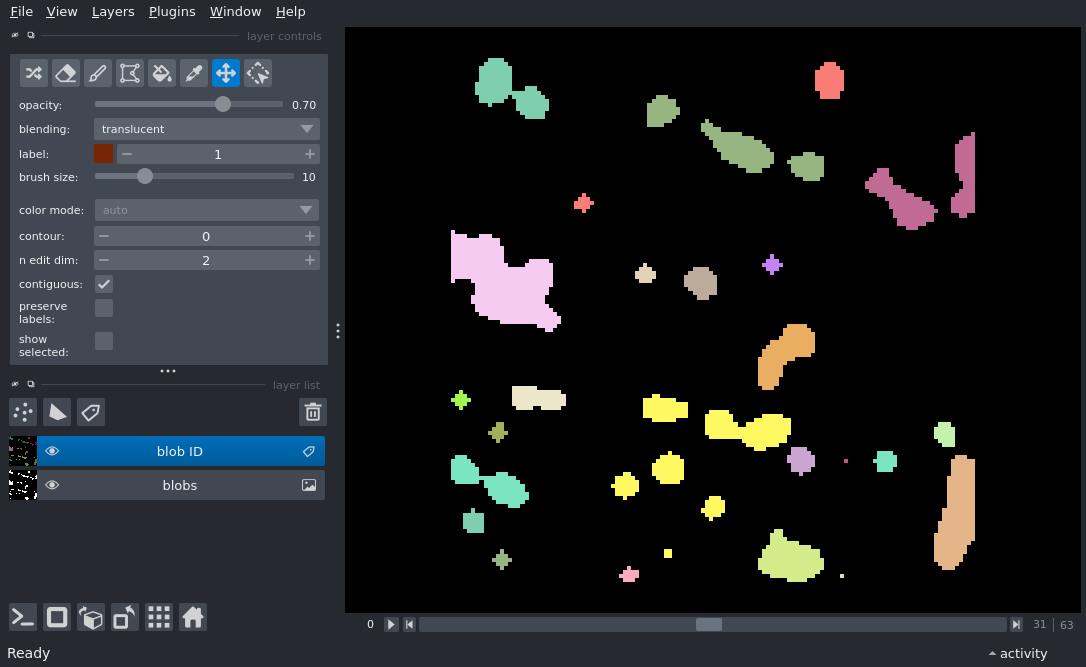 File View Layers Plugins Window Help
layer controls
opacity: 0.70
blending: translucent
label: 1
brush size: 10
color mode: auto
contour: 0
n edit dim: 2
contiguous:
preserve
labels:
show
selected:
layer list
blob ID
blobs
0 31 63
Ready activity